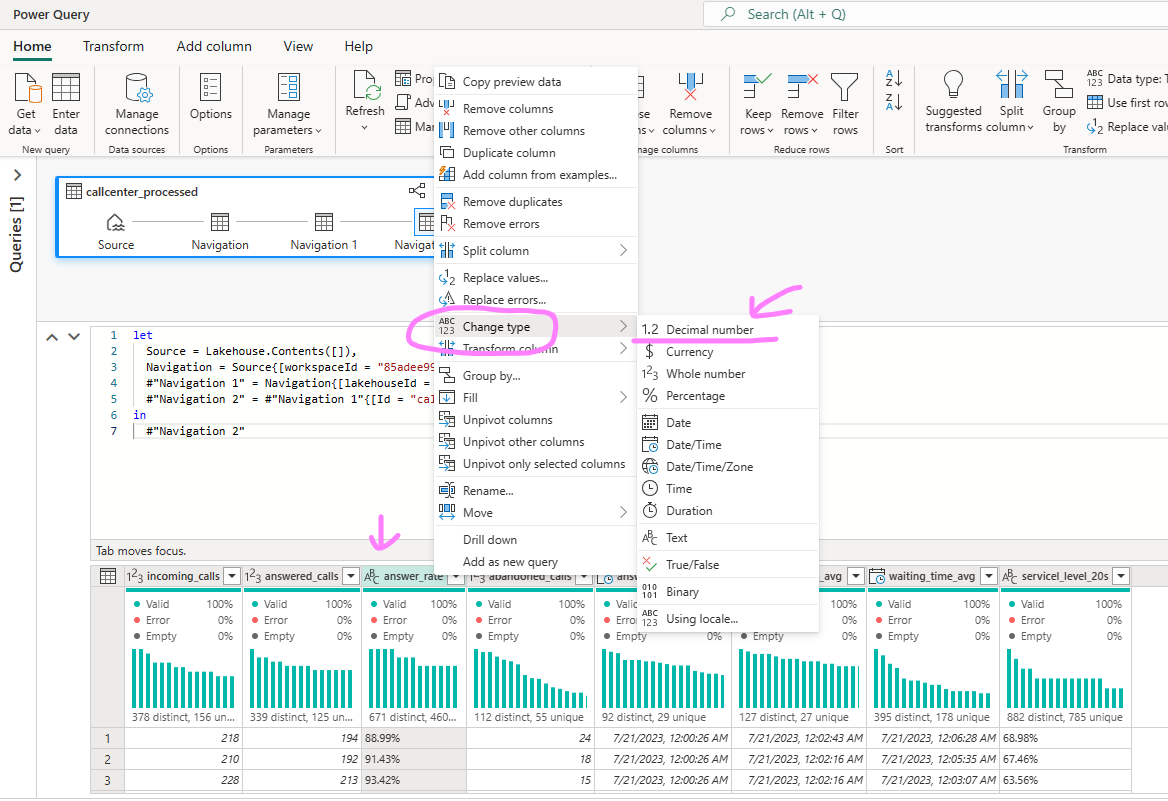 Power Query
Search (Alt + Q)
Home Transform Add column View Help
Get data
Enter data
New query
Manage connections
Data sources
Options
Options
Manage parameters
Parameters
Refresh
Copy preview data
Remove columns
Remove other columns
Duplicate column
Add column from examples...
Remove duplicates
Remove errors
Split column
Replace values...
Replace errors...
ABC 123 Change type
Transform column
Group by...
Fill
Unpivot columns
Unpivot other columns
Unpivot only selected columns
Rename...
Move
Drill down
Add as new query
Remove columns
Keep rows
Remove rows
Filter rows
Reduce rows
Sort
Suggested transforms
Split column
Group by
Data type:
Use first
Transform
Queries [1]
callcenter_processed
Source Navigation Navigation 1
1 let
2 Source = Lakehouse.Contents([]),
3 Navigation = Source{[workspaceId = "85adee99
4 #"Navigation 1" = Navigation{[lakehouseId =
5 #"Navigation 2" = #"Navigation 1"{[Id = "cal
6 in
7 #"Navigation 2"
1.2 Decimal number
$ Currency
123 Whole number
% Percentage
Date
Date/Time
Date/Time/Zone
Time
Duration
ABC Text
True/False
010 101 Binary
ABC 123 Using locale...
Tab moves focus.
123 incoming_calls 123 answered_calls ABC answer_rate 123 abandoned_calls _avg waiting_time_avg ABC servicel_level_20s
Valid 100% Valid 100% Valid 100% Valid 100% Valid 100% Valid 100% Valid 100%
Error 0% Error 0% Error 0% Error 0% Error 0% 0% Error 0% Error 0%
Empty 0% Empty 0% Empty 0% Empty 0% Empty 0% Empty 0% Empty 0% Empty 0%
378 distinct, 156 un... 339 distinct, 125 un... 671 distinct, 460... 112 distinct, 55 unique 92 distinct, 29 unique 127 distinct, 27 unique 395 distinct, 178 unique 882 distinct, 785 unique
1 218 194 88.99% 24 7/21/2023, 12:00:26 AM 7/21/2023, 12:02:43 AM 7/21/2023, 12:06:28 AM 68.98%
2 210 192 91.43% 18 7/21/2023, 12:00:26 AM 7/21/2023, 12:02:16 AM 7/21/2023, 12:05:35 AM 67.46%
3 228 213 93.42% 15 7/21/2023, 12:00:26 AM 7/21/2023, 12:02:16 AM 7/21/2023, 12:03:07 AM 63.56%